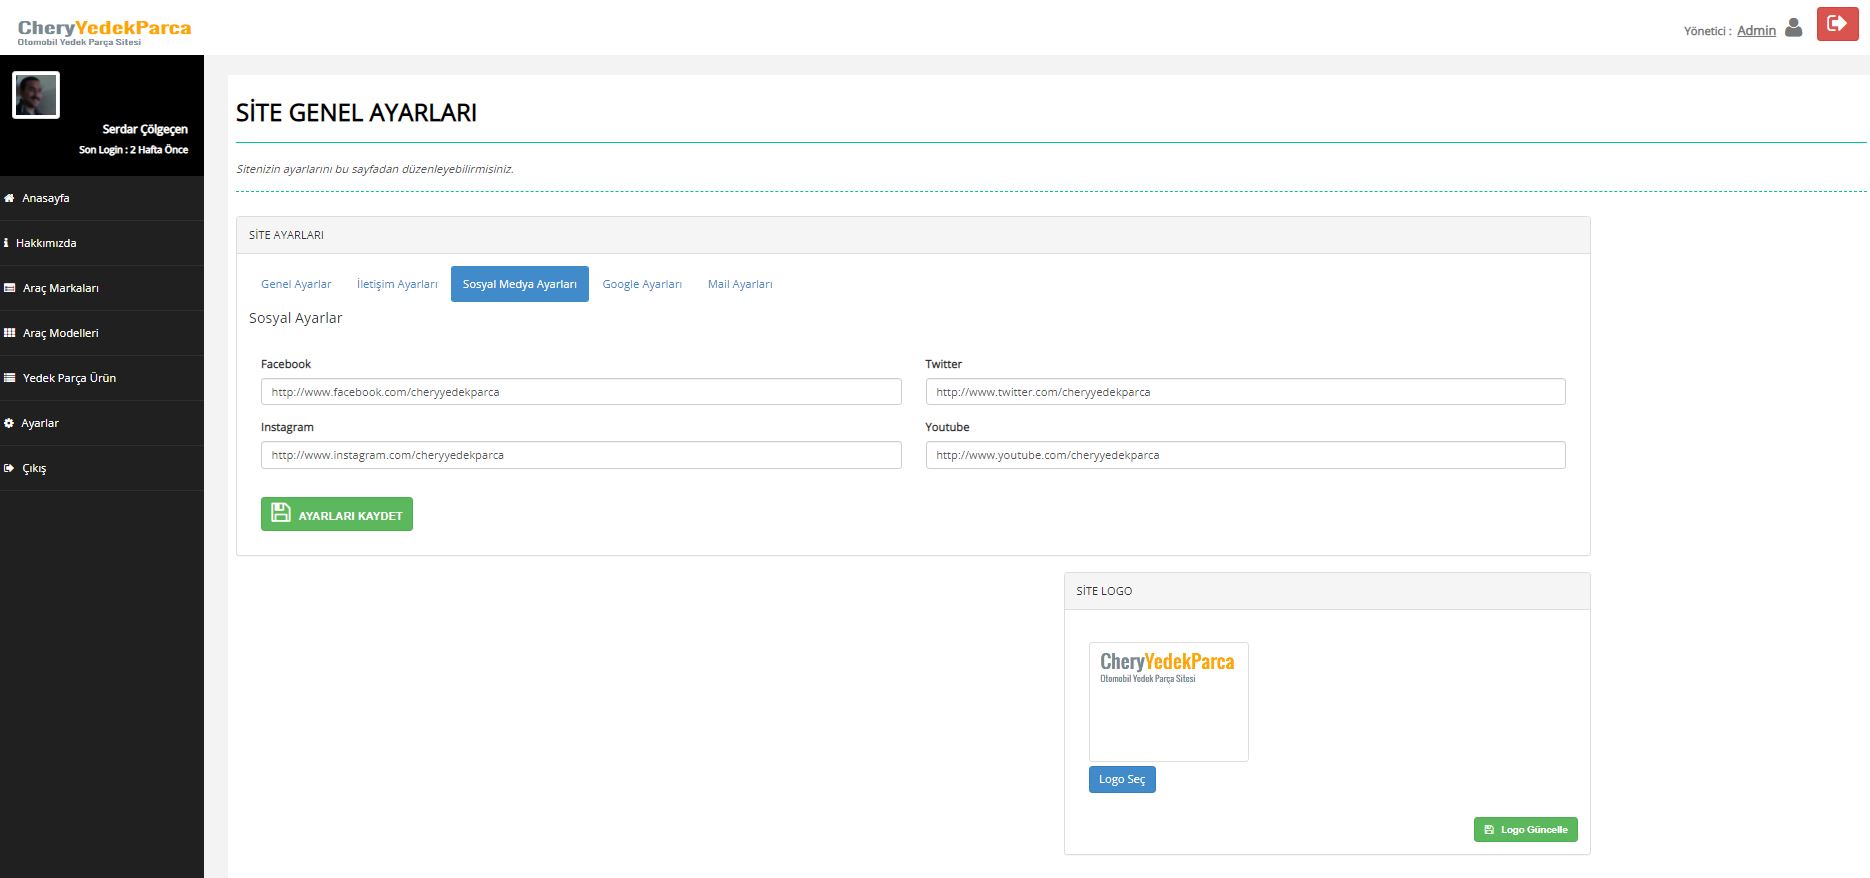 CheryYedekParca
Otomobil Yedek Parça Sitesi
Yönetici : Admin
Serdar Çölgeçen
Son Login : 2 Hafta Önce
Anasayfa
Hakkımızda
Araç Markaları
Araç Modelleri
Yedek Parça Ürün
Ayarlar
Çıkış
SİTE GENEL AYARLARI
Sitenizin ayarlarını bu sayfadan düzenleyebilirmisiniz.
SİTE AYARLARI
Genel Ayarlar İletişim Ayarları Sosyal Medya Ayarları Google Ayarları Mail Ayarları
Sosyal Ayarlar
Facebook Twitter
http://www.facebook.com/cheryyedekparca http://www.twitter.com/cheryyedekparca
Instagram Youtube
http://www.instagram.com/cheryyedekparca http://www.youtube.com/cheryyedekparca
AYARLARI KAYDET
SİTE LOGO
CheryYedekParca
Otomobil Yedek Parça Sitesi
Logo Seç
Logo Güncelle